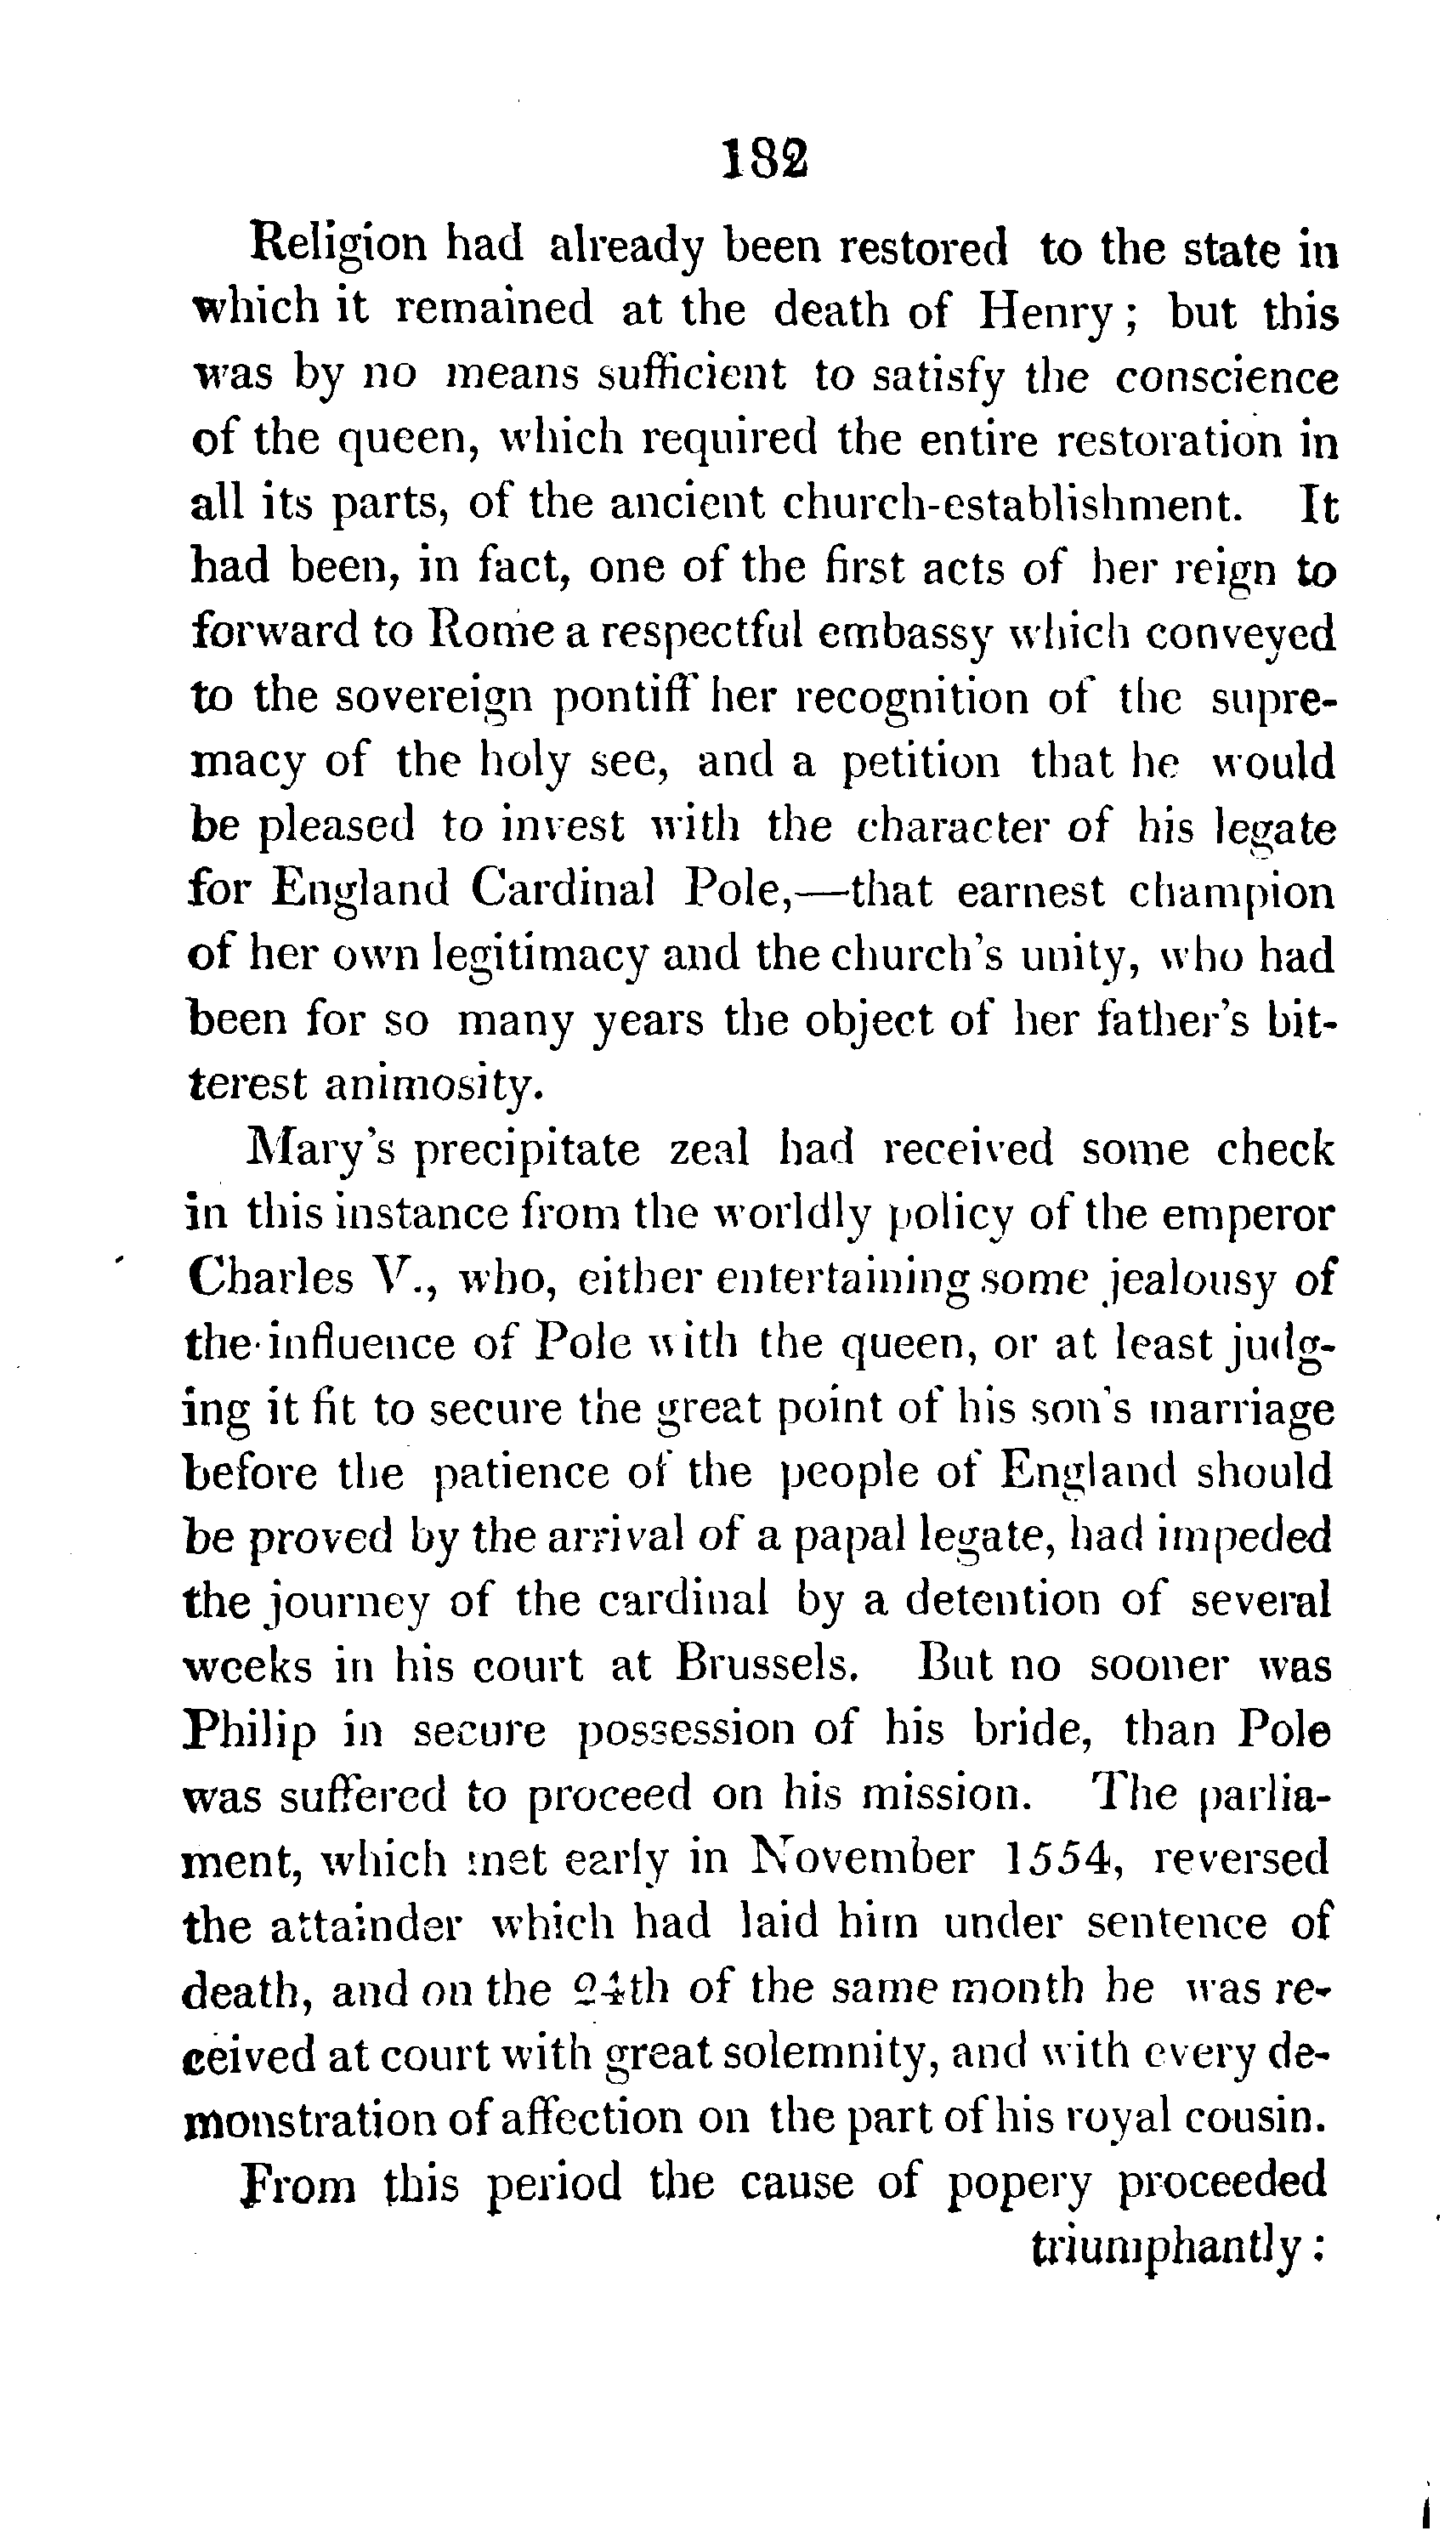 182
Religion had already been restored to the state in
which it remained at the death of Henry; but this
was by no means sufficient to satisfy the conscience
of the queen, which required the entire restoration in
all its parts, of the ancient church-establishment. It
had been, in fact, one of the first acts of her reign to
forward to Rome a respectful embassy which conveyed
to the sovereign pontiff her recognition of the supre-
macy of the holy see, and a petition that he would
be pleased to invest with the character of his legate
for England Cardinal Pole,—that earnest champion
of her own legitimacy and the church's unity, who had
been for so many years the object of her father's bit-
terest animosity.
Mary's precipitate zeal had received some check
in this instance from the worldly policy of the emperor
Charles V., who, either entertaining some jealousy of
the influence of Pole with the queen, or at least judg-
ing it fit to secure the great point of his son's marriage
before the patience of the people of England should
be proved by the arrival of a papal legate, had impeded
the journey of the cardinal by a detention of several
weeks in his court at Brussels. But no sooner was
Philip in secure possession of his bride, than Pole
was suffered to proceed on his mission. The parlia-
ment, which met early in November 1554, reversed
the attainder which had laid him under sentence of
death, and on the 24th of the same month he was re-
ceived at court with great solemnity, and with every de-
monstration of affection on the part of his royal cousin.
From this period the cause of popery proceeded
triumphantly: